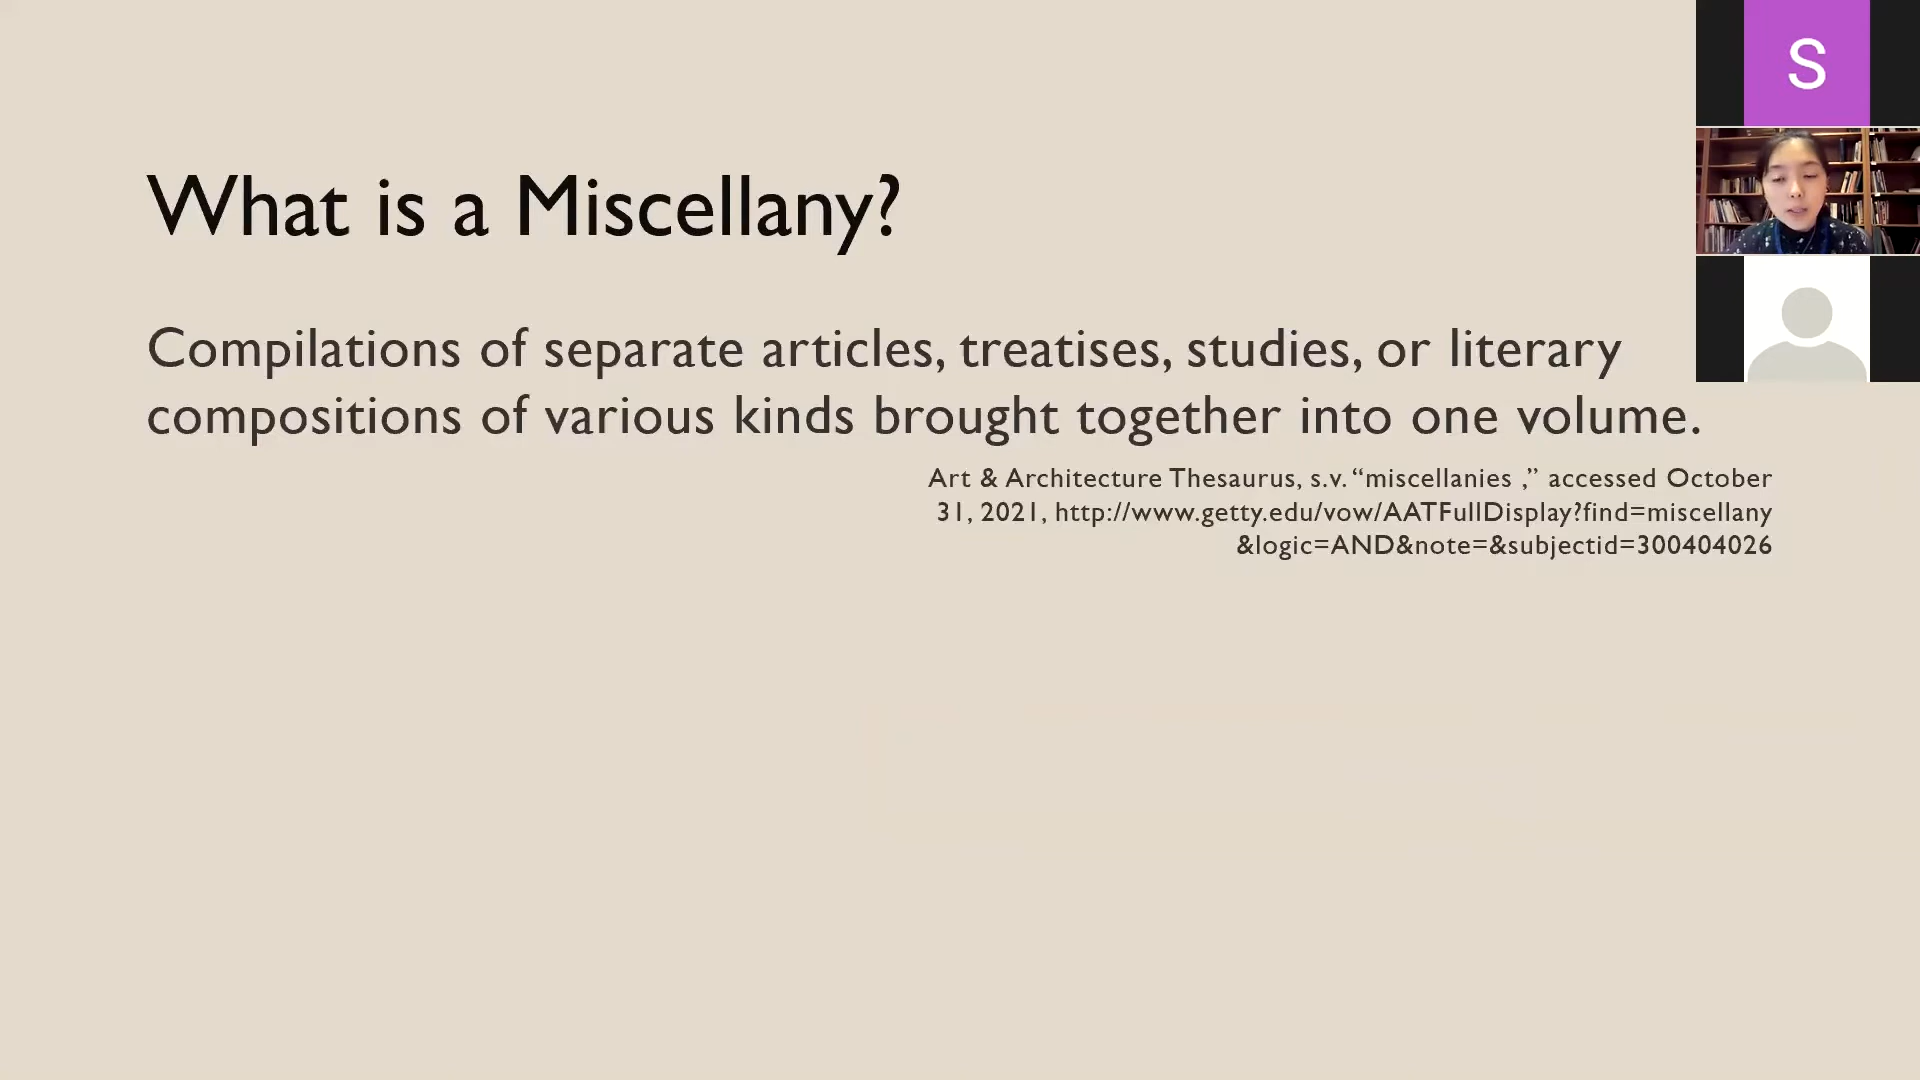 What is a Miscellany?
Compilations of separate articles, treatises, studies, or literary
compositions of various kinds brought together into one volume.
Art & Architecture Thesaurus, s.v. “miscellanies ,” accessed October
31, 2021, http://www.getty.edu/vow/AATFullDisplay?find=miscellany
&logic=AND&note=&subjectid=300404026
S